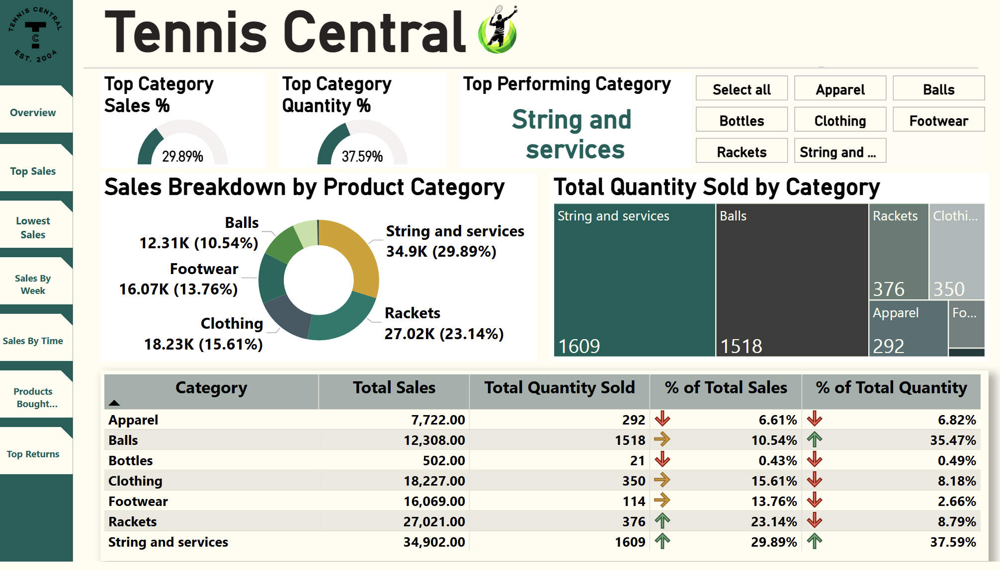 TENNIS CENTRAL
T
C
EST. 2004
Tennis Central
Overview
Top Sales
Lowest
Sales
Sales By
Week
Sales By Time
Products
Bought...
Top Returns
Top Category
Sales %
29.89%
Top Category
Quantity %
37.59%
Top Performing Category
String and
services
Select all
Apparel
Balls
Bottles
Clothing
Footwear
Rackets
String and ...
Sales Breakdown by Product Category
Balls
12.31K (10.54%)
Footwear
16.07K (13.76%)
Clothing
18.23K (15.61%)
String and services
34.9K (29.89%)
Rackets
27.02K (23.14%)
Total Quantity Sold by Category
String and services
1609
Balls
1518
Rackets
376
Clothi...
350
Apparel
292
Fo...
Category Total Sales Total Quantity Sold % of Total Sales % of Total Quantity
Apparel 7,722.00 292 6.61% 6.82%
Balls 12,308.00 1518 10.54% 35.47%
Bottles 502.00 21 0.43% 0.49%
Clothing 18,227.00 350 15.61% 8.18%
Footwear 16,069.00 114 13.76% 2.66%
Rackets 27,021.00 376 23.14% 8.79%
String and services 34,902.00 1609 29.89% 37.59%